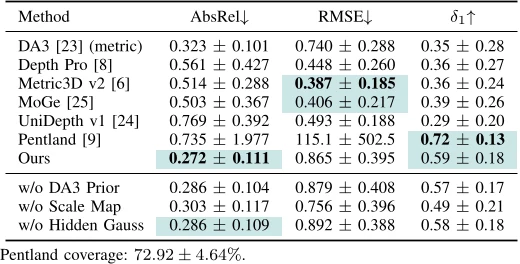 Method AbsRel↓ RMSE↓ δ₁↑
DA3 [23] (metric) 0.323 ± 0.101 0.740 ± 0.288 0.35 ± 0.28
Depth Pro [8] 0.561 ± 0.427 0.448 ± 0.260 0.36 ± 0.27
Metric3D v2 [6] 0.514 ± 0.288 0.387 ± 0.185 0.36 ± 0.24
MoGe [25] 0.503 ± 0.367 0.406 ± 0.217 0.39 ± 0.26
UniDepth v1 [24] 0.769 ± 0.392 0.493 ± 0.188 0.29 ± 0.20
Pentland [9] 0.735 ± 1.977 115.1 ± 502.5 0.72 ± 0.13
Ours 0.272 ± 0.111 0.865 ± 0.395 0.59 ± 0.18
w/o DA3 Prior 0.286 ± 0.104 0.879 ± 0.408 0.57 ± 0.17
w/o Scale Map 0.303 ± 0.117 0.756 ± 0.396 0.49 ± 0.21
w/o Hidden Gauss 0.286 ± 0.109 0.892 ± 0.388 0.58 ± 0.18
Pentland coverage: 72.92 ± 4.64%.